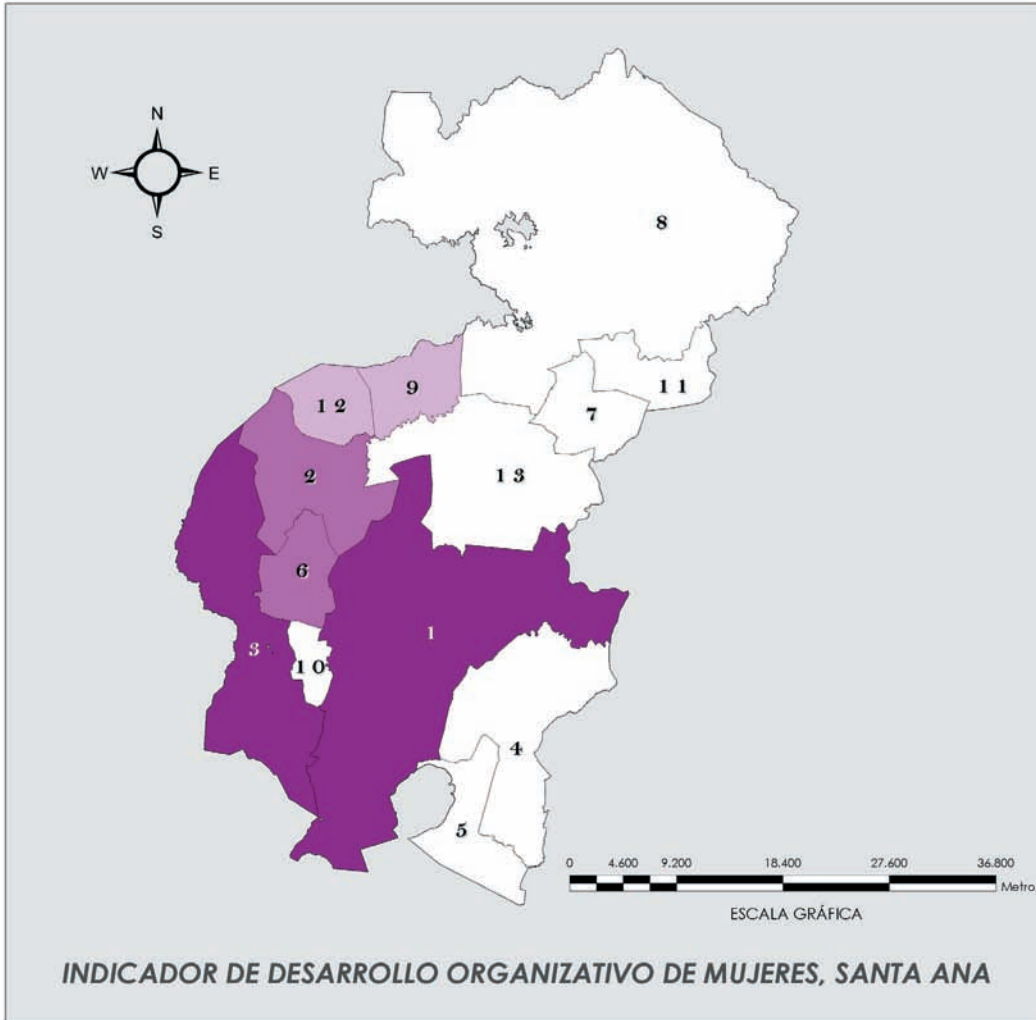 N
W E
S
8
9
1 2
1 1
7
2
1 3
6
1
3
1 0
4
5
0 4.600 9.200 18.400 27.600 36.800
Metro
ESCALA GRÁFICA
INDICADOR DE DESARROLLO ORGANIZATIVO DE MUJERES, SANTA ANA